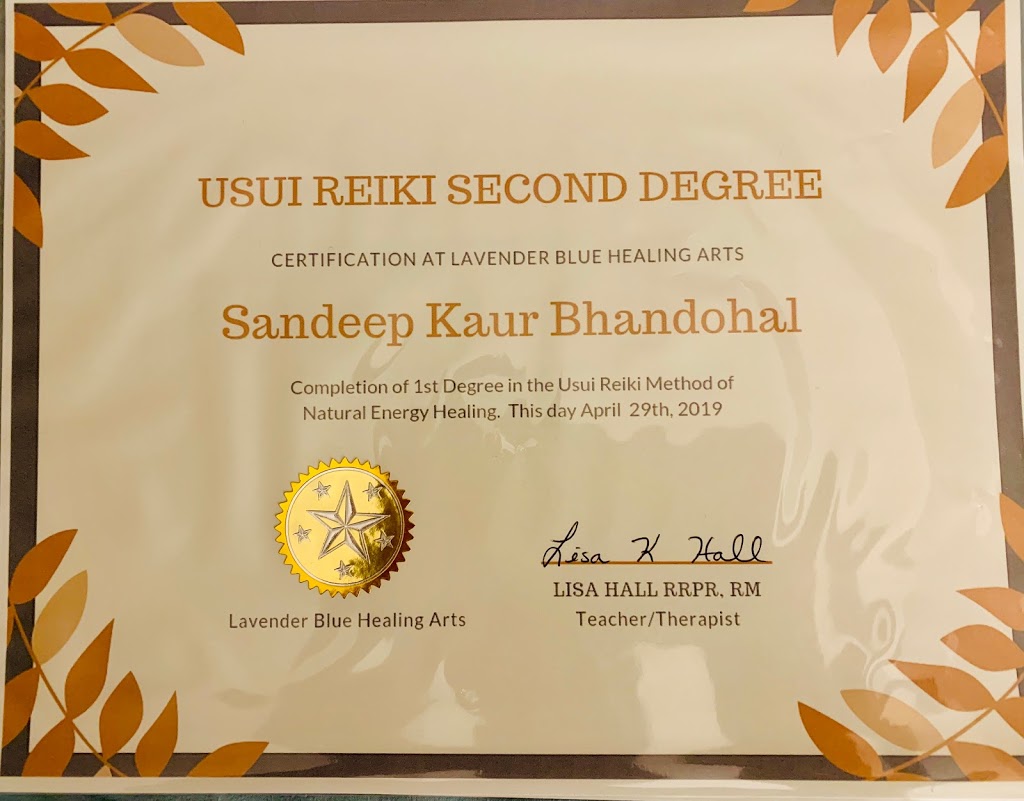 USUI REIKI SECOND DEGREE
CERTIFICATION AT LAVENDER BLUE HEALING ARTS
Sandeep Kaur Bhandohal
Completion of 1st Degree in the Usui Reiki Method of
Natural Energy Healing. This day April 29th, 2019
Lisa K Hall
LISA HALL RRPR, RM
Lavender Blue Healing Arts
Teacher/Therapist